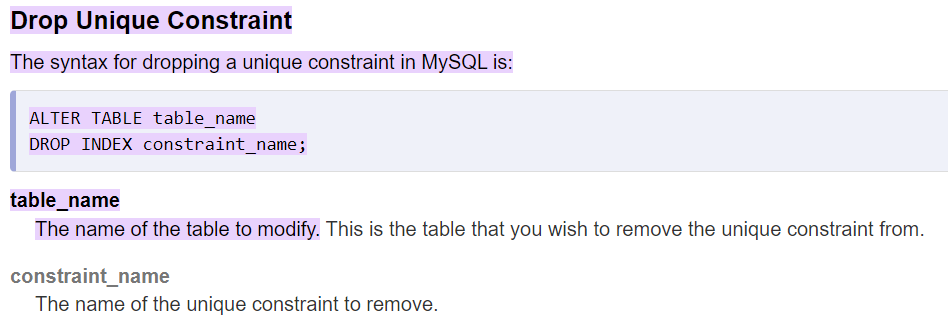 Drop Unique Constraint
The syntax for dropping a unique constraint in MySQL is:
ALTER TABLE table_name
DROP INDEX constraint_name;
table_name
The name of the table to modify. This is the table that you wish to remove the unique constraint from.
constraint_name
The name of the unique constraint to remove.